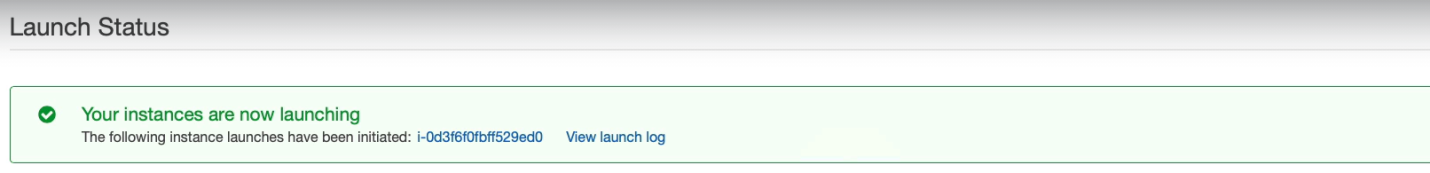 Launch Status
Your instances are now launching
The following instance launches have been initiated: i-0d3f6f0fbff529ed0 View launch log